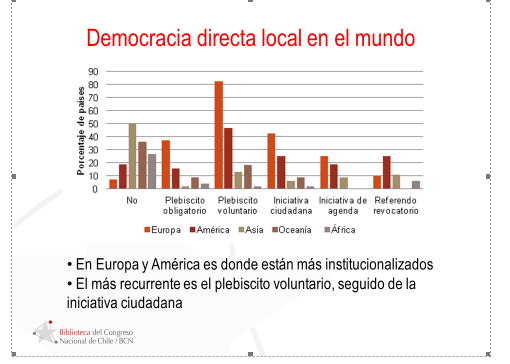 Democracia directa local en el mundo
Porcentaje de países
90
80
70
60
50
40
30
20
10
0
No
Plebiscito obligatorio
Plebiscito voluntario
Iniciativa ciudadana
Iniciativa de agenda
Referendo revocatorio
Europa América Asia Oceanía África
• En Europa y América es donde están más institucionalizados
• El más recurrente es el plebiscito voluntario, seguido de la
iniciativa ciudadana
Biblioteca del Congreso
Nacional de Chile / BCN